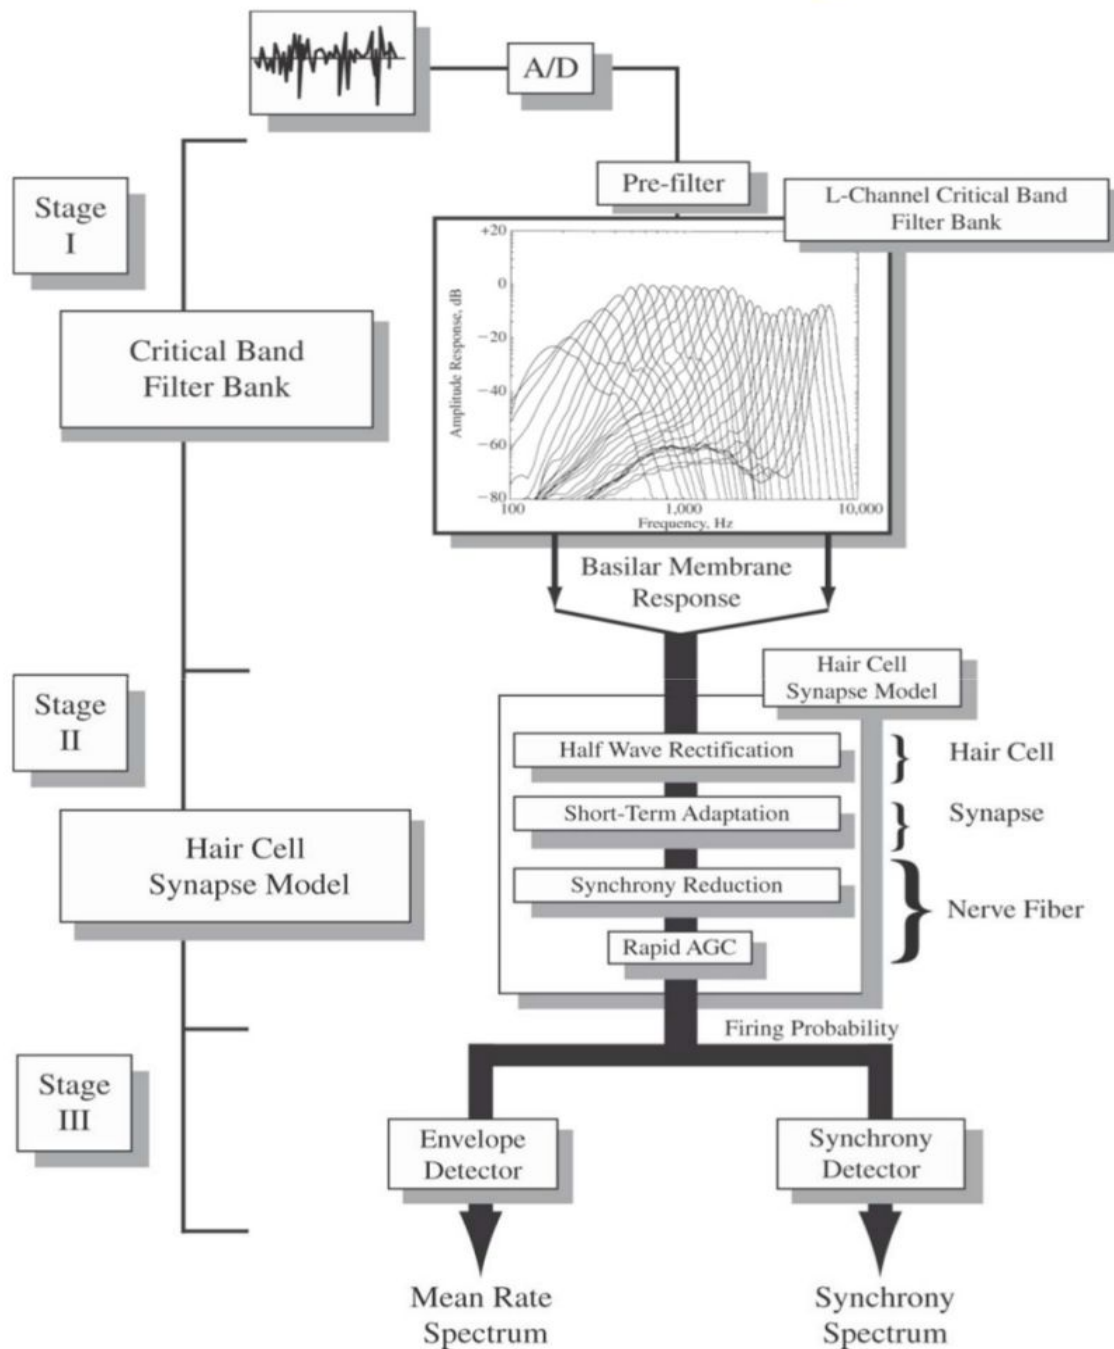 A/D
Pre-filter
L-Channel Critical Band
Filter Bank
Stage
I
Critical Band
Filter Bank
+20
0
−20
−40
−60
−80
Amplitude Response, dB
100
1,000
10,000
Frequency, Hz
Basilar Membrane
Response
Stage
II
Hair Cell
Synapse Model
Hair Cell
Synapse Model
Half Wave Rectification
Hair Cell
Short-Term Adaptation
Synapse
Synchrony Reduction
Nerve Fiber
Rapid AGC
Firing Probability
Stage
III
Envelope
Detector
Synchrony
Detector
Mean Rate
Spectrum
Synchrony
Spectrum